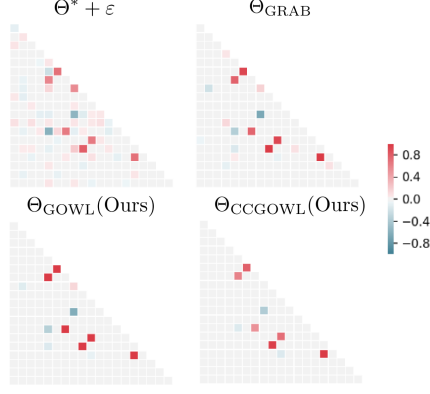 Θ* + ε
Θ_GRAB
Θ_GOWL(Ours)
Θ_CCGOWL(Ours)
0.8
0.4
0.0
−0.4
−0.8